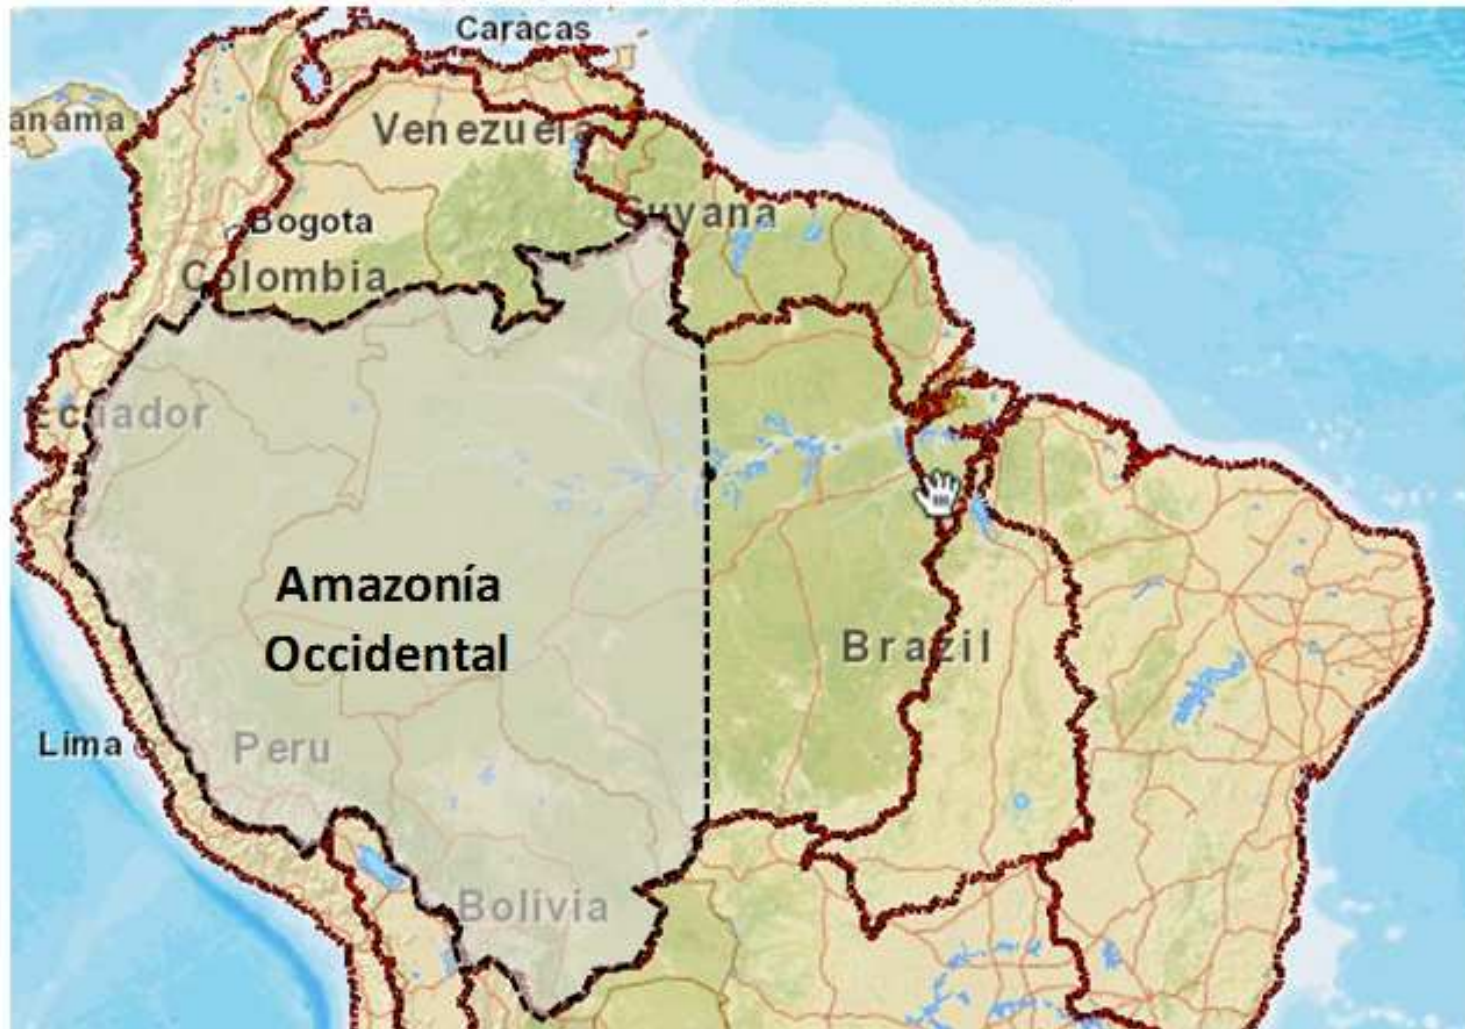 Caracas
anama
Venezuela
Guyana
Bogota
Colombia
Ecuador
Amazonía
Occidental
Brazil
Lima
Peru
Bolivia